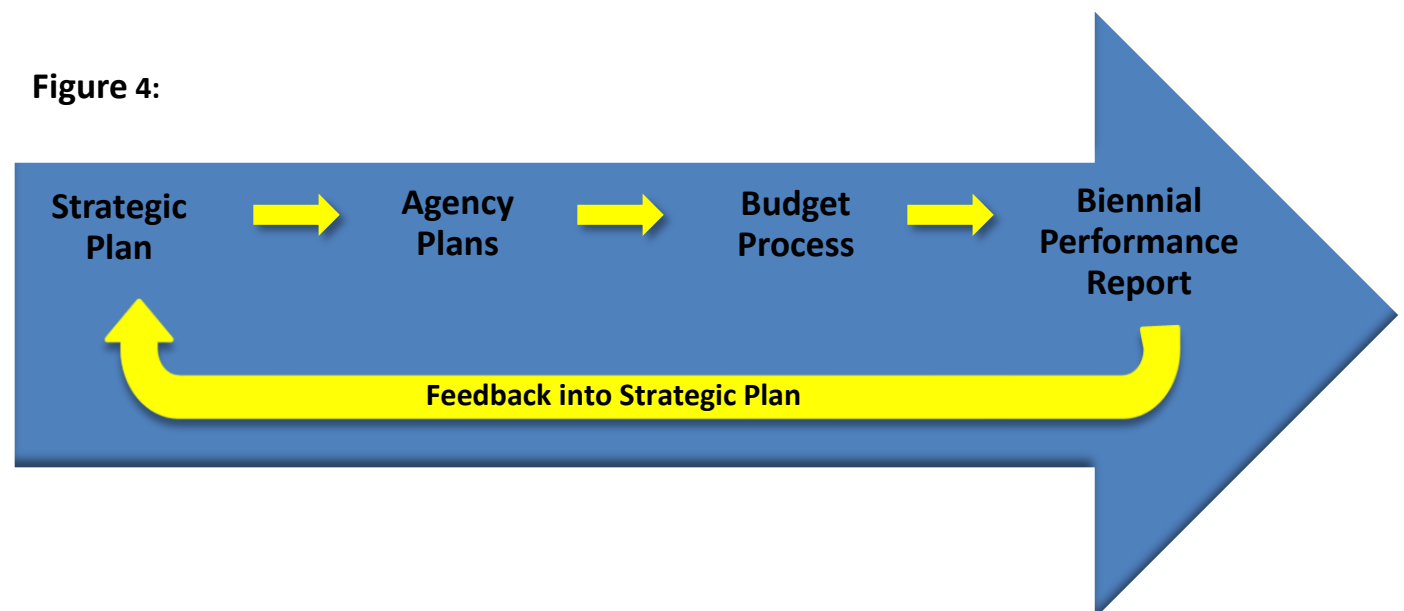 Figure 4:
Strategic
Plan
Agency
Plans
Budget
Process
Biennial
Performance
Report
Feedback into Strategic Plan